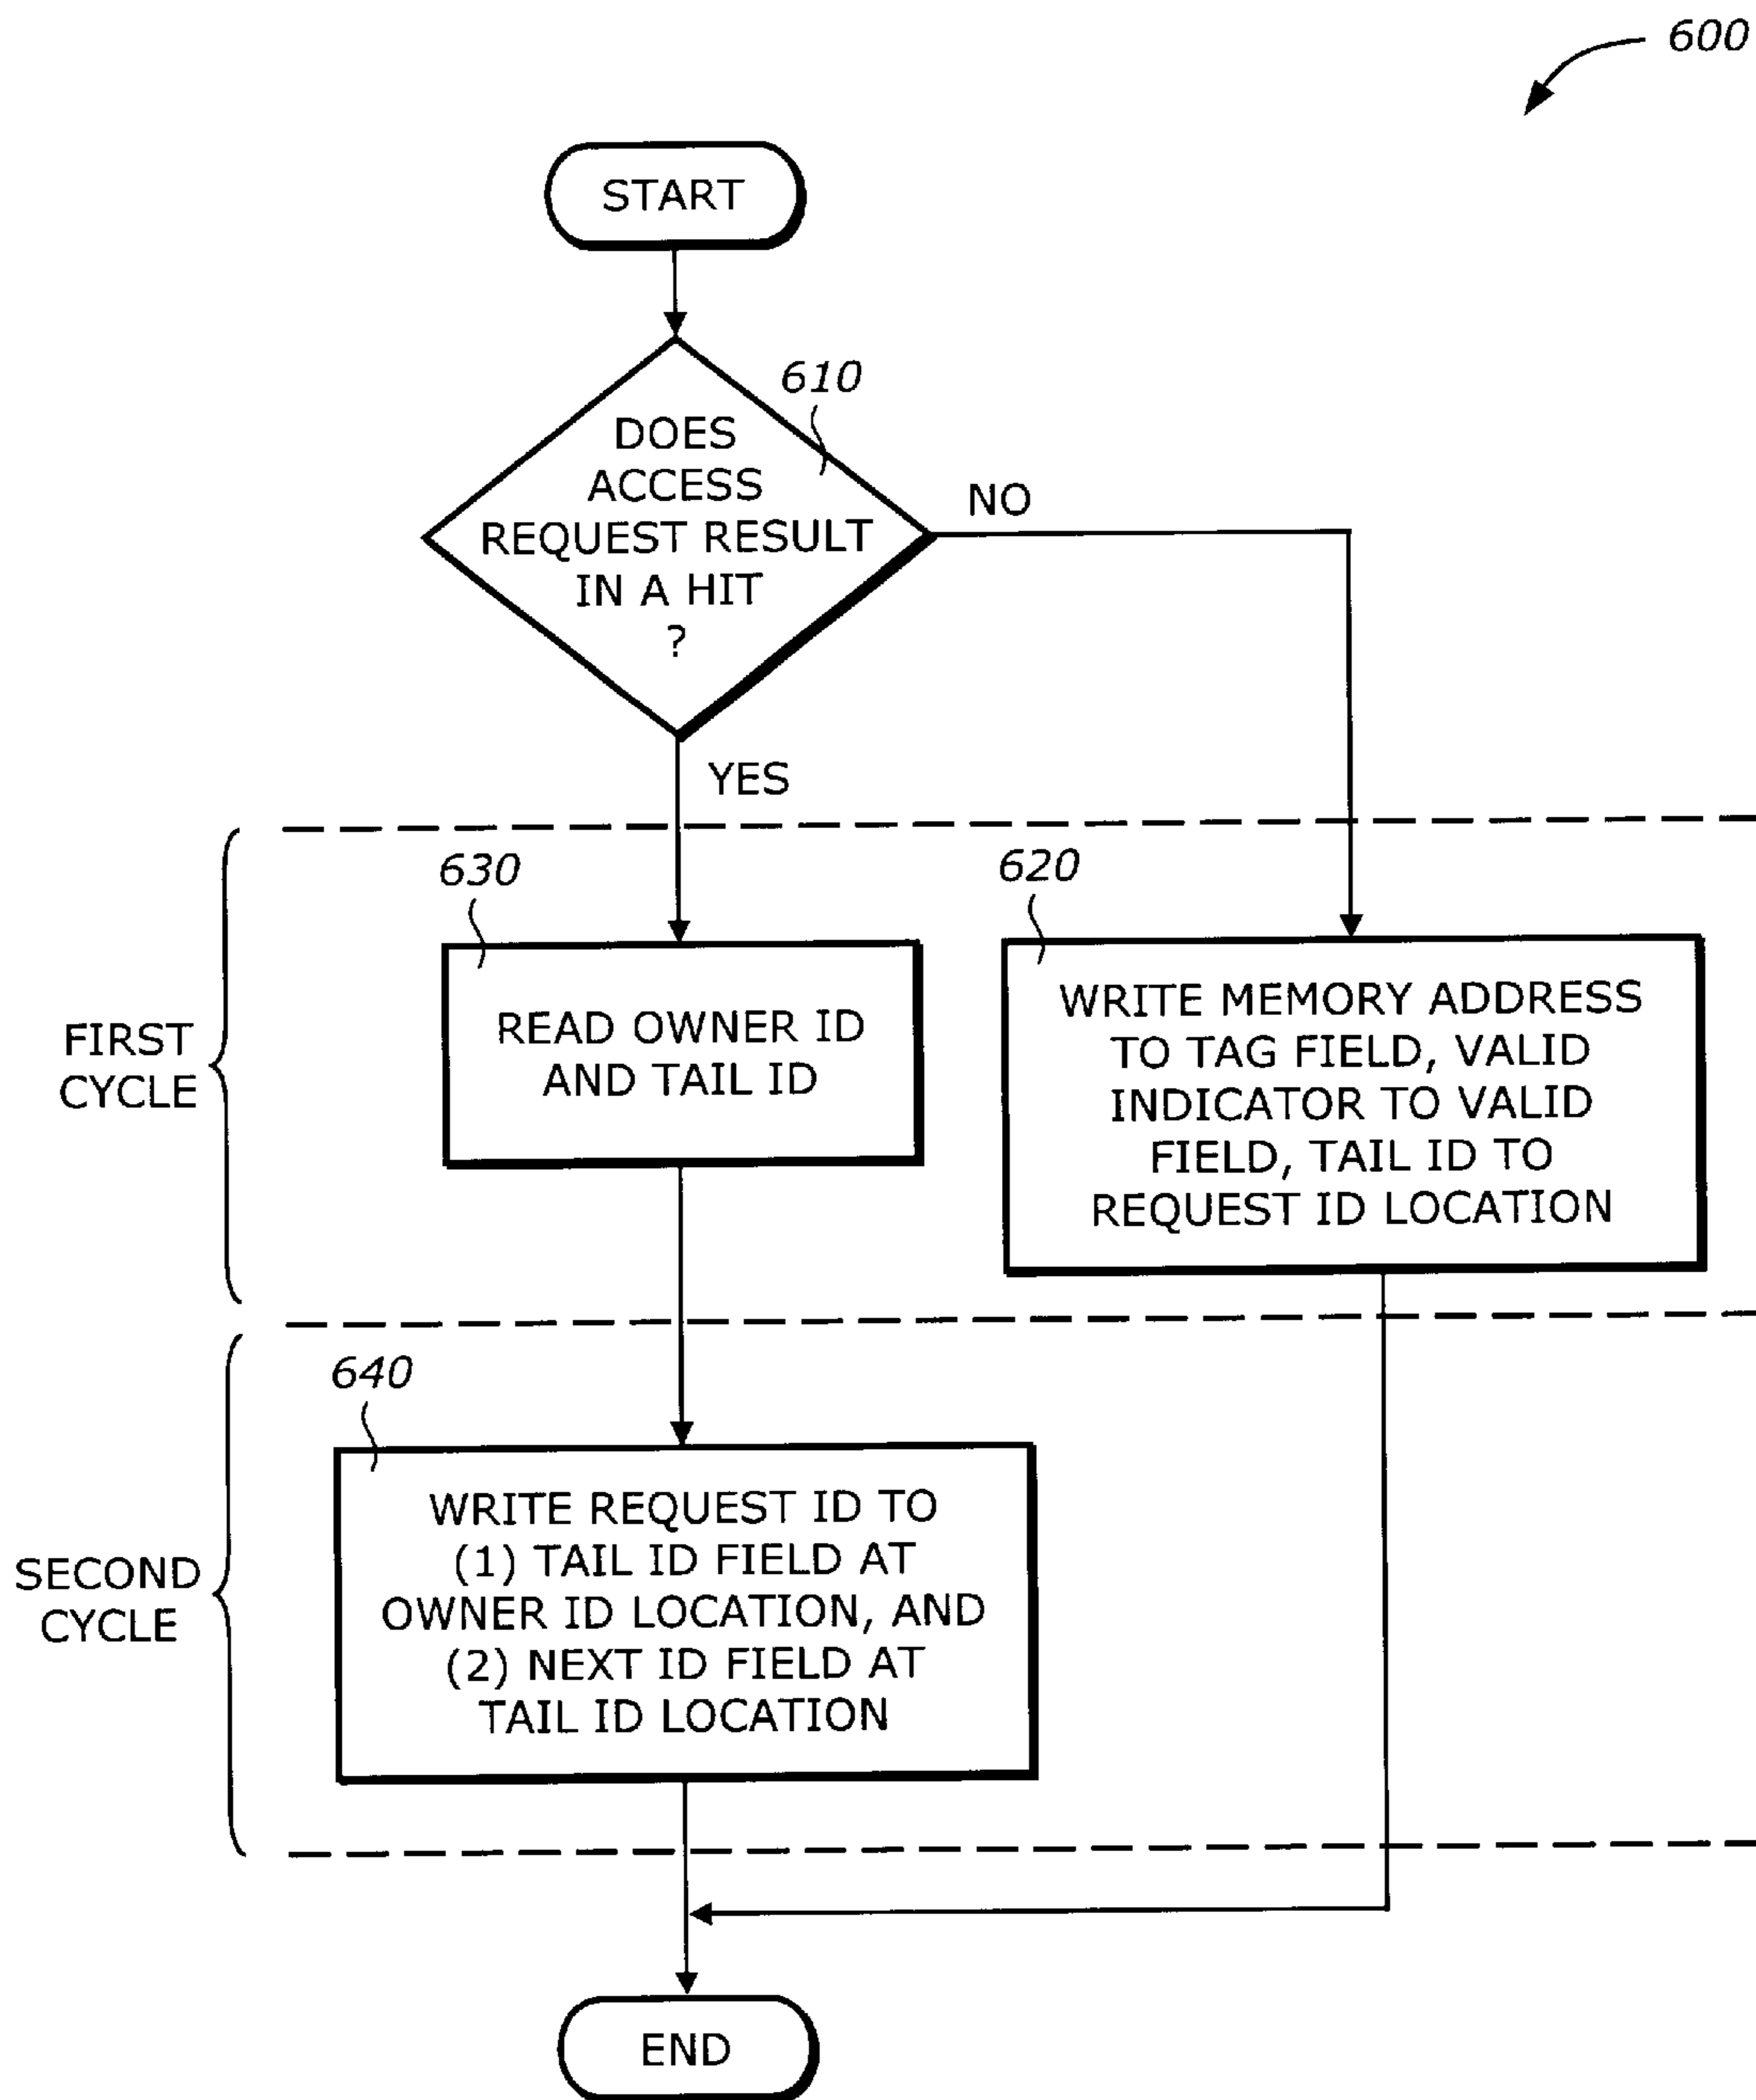 600
START
610
DOES
ACCESS
REQUEST RESULT
IN A HIT
?
NO
YES
630
620
FIRST
CYCLE
READ OWNER ID
AND TAIL ID
WRITE MEMORY ADDRESS
TO TAG FIELD, VALID
INDICATOR TO VALID
FIELD, TAIL ID TO
REQUEST ID LOCATION
640
SECOND
CYCLE
WRITE REQUEST ID TO
(1) TAIL ID FIELD AT
OWNER ID LOCATION, AND
(2) NEXT ID FIELD AT
TAIL ID LOCATION
END